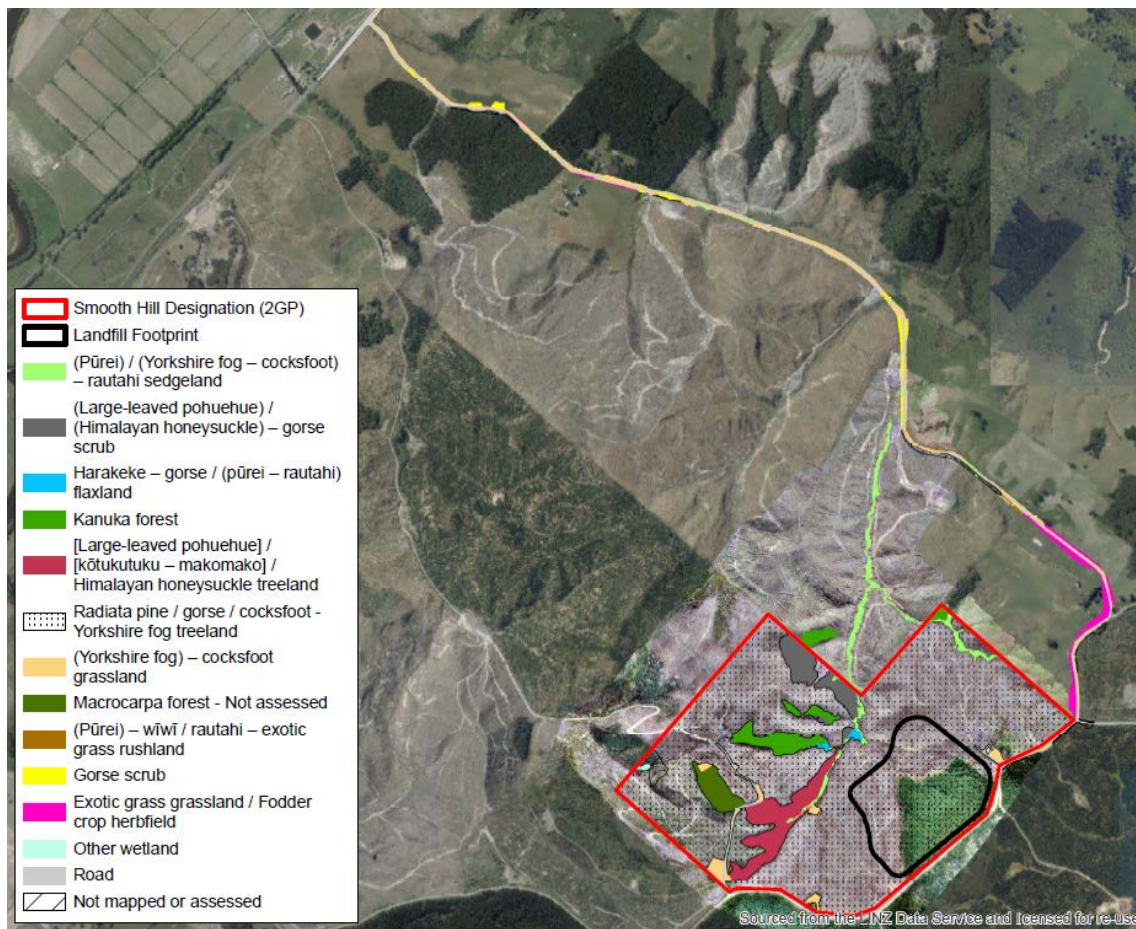 Smooth Hill Designation (2GP)
Landfill Footprint
(Pūrei) / (Yorkshire fog – cocksfoot)
– rautahi sedgeland
(Large-leaved pohuehue) /
(Himalayan honeysuckle) – gorse
scrub
Harakeke – gorse / (pūrei – rautahi)
flaxland
Kanuka forest
[Large-leaved pohuehue] /
[kōtukutuku – makomako] /
Himalayan honeysuckle treeland
Radiata pine / gorse / cocksfoot -
Yorkshire fog treeland
(Yorkshire fog) – cocksfoot
grassland
Macrocarpa forest - Not assessed
(Pūrei) – wīwī / rautahi – exotic
grass rushland
Gorse scrub
Exotic grass grassland / Fodder
crop herbfield
Other wetland
Road
Not mapped or assessed
Sourced from the LINZ Data Service and licensed for re-use